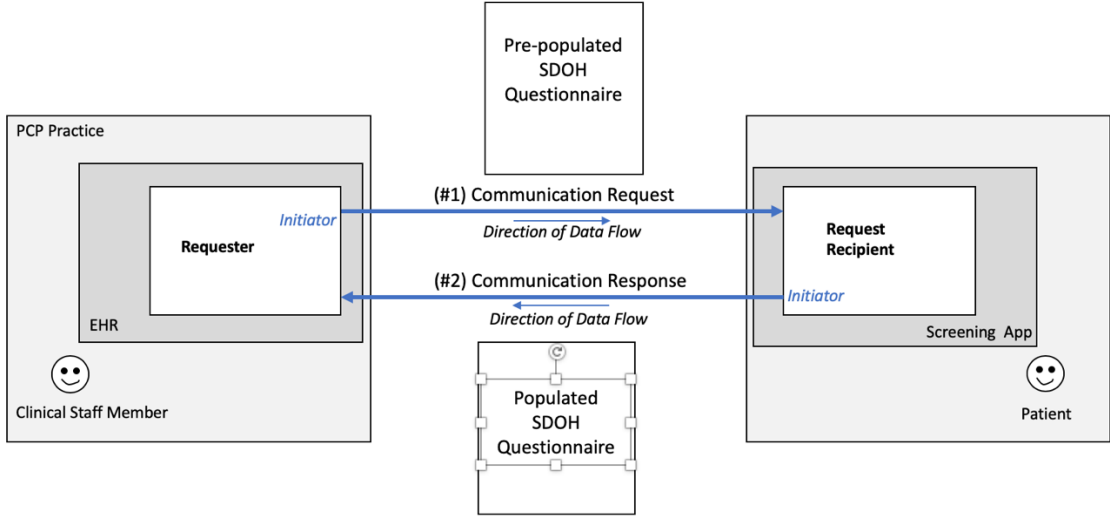 Pre-populated
SDOH
Questionnaire
PCP Practice
(#1) Communication Request
Initiator
Direction of Data Flow
Requester
Request
Recipient
(#2) Communication Response
Initiator
Direction of Data Flow
EHR
Screening App
Populated
SDOH
Questionnaire
Clinical Staff Member
Patient